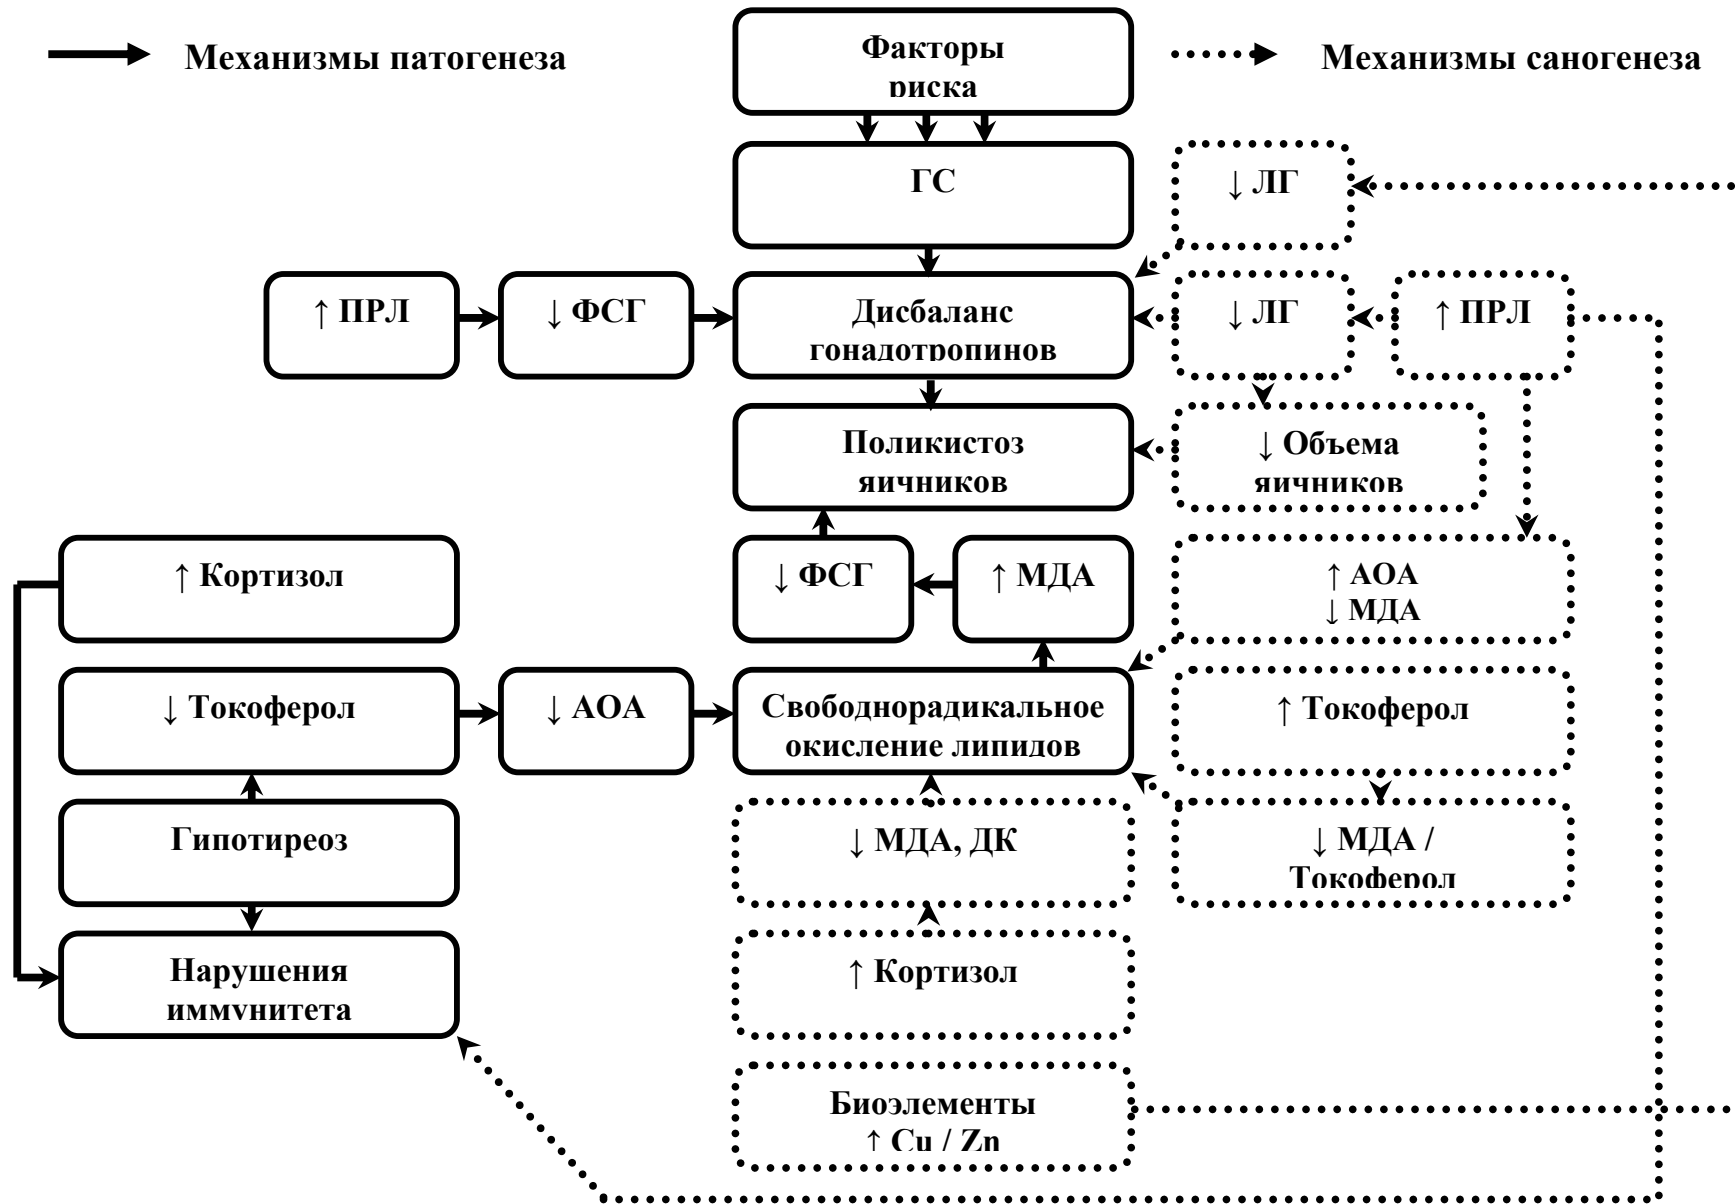 Механизмы патогенеза
Факторы
риска
Механизмы саногенеза
ГС
↓ ЛГ
↑ ПРЛ
↓ ФСГ
Дисбаланс
гонадотропинов
↓ ЛГ
↑ ПРЛ
Поликистоз
яичников
↓ Объема
яичников
↑ Кортизол
↓ ФСГ
↑ МДА
↑ АОА
↓ МДА
↓ Токоферол
↓ АОА
Свободнорадикальное
окисление липидов
↑ Токоферол
Гипотиреоз
↓ МДА, ДК
↓ МДА /
Токоферол
Нарушения
иммунитета
↑ Кортизол
Биоэлементы
↑ Cu / Zn